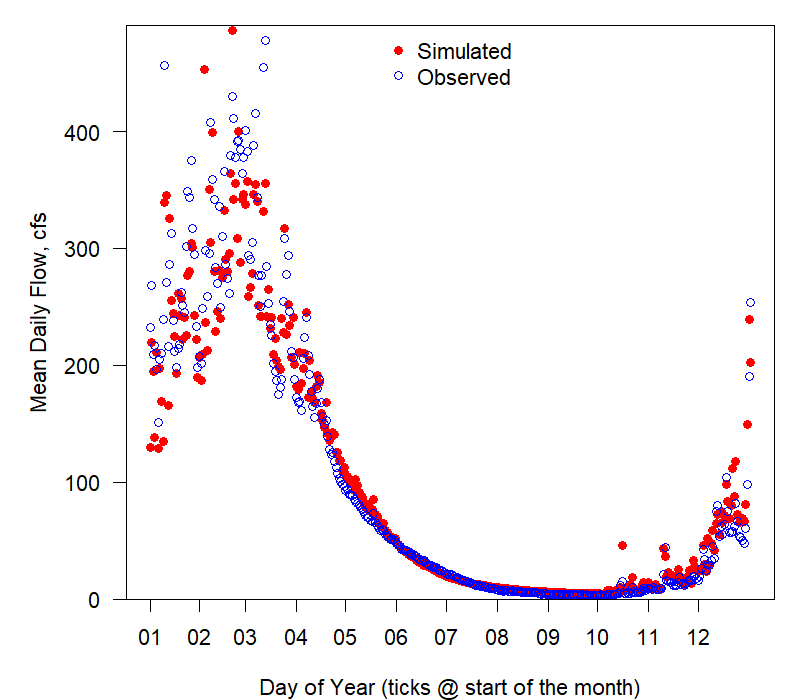 Simulated
Observed
Mean Daily Flow, cfs
400
300
200
100
0
01 02 03 04 05 06 07 08 09 10 11 12
Day of Year (ticks @ start of the month)